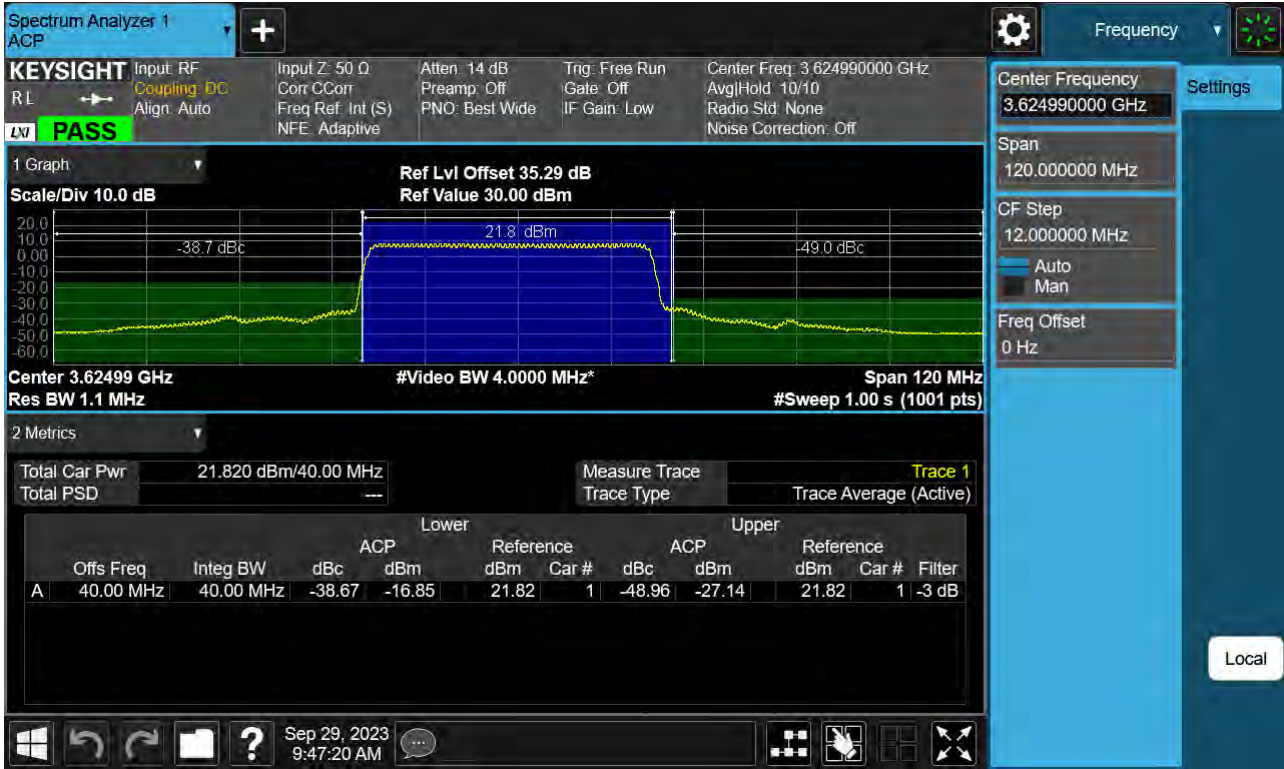 Spectrum Analyzer 1
ACP
+
Frequency
KEYSIGHT
R L
LXI PASS
Input: RF
Coupling: DC
Align: Auto
Input Z: 50 Ω
Corr CCorr
Freq Ref: Int (S)
NFE: Adaptive
Atten: 14 dB
Preamp: Off
PNO: Best Wide
Trig: Free Run
Gate: Off
IF Gain: Low
Center Freq: 3.624990000 GHz
Avg|Hold: 10/10
Radio Std: None
Noise Correction: Off
1 Graph
Scale/Div 10.0 dB
Ref Lvl Offset 35.29 dB
Ref Value 30.00 dBm
20.0
10.0
0.00
-10.0
-20.0
-30.0
-40.0
-50.0
-60.0
-38.7 dBc
21.8 dBm
-49.0 dBc
Center 3.62499 GHz #Video BW 4.0000 MHz* Span 120 MHz
Res BW 1.1 MHz #Sweep 1.00 s (1001 pts)
2 Metrics
Total Car Pwr 21.820 dBm/40.00 MHz
Total PSD ---
Measure Trace Trace 1
Trace Type Trace Average (Active)
Lower Upper
ACP Reference ACP Reference
Offs Freq Integ BW dBc dBm dBm Car # dBc dBm dBm Car # Filter
A 40.00 MHz 40.00 MHz -38.67 -16.85 21.82 1 -48.96 -27.14 21.82 1 -3 dB
?
Sep 29, 2023
9:47:20 AM
Center Frequency
3.624990000 GHz
Span
120.000000 MHz
CF Step
12.000000 MHz
Auto
Man
Freq Offset
0 Hz
Settings
Local